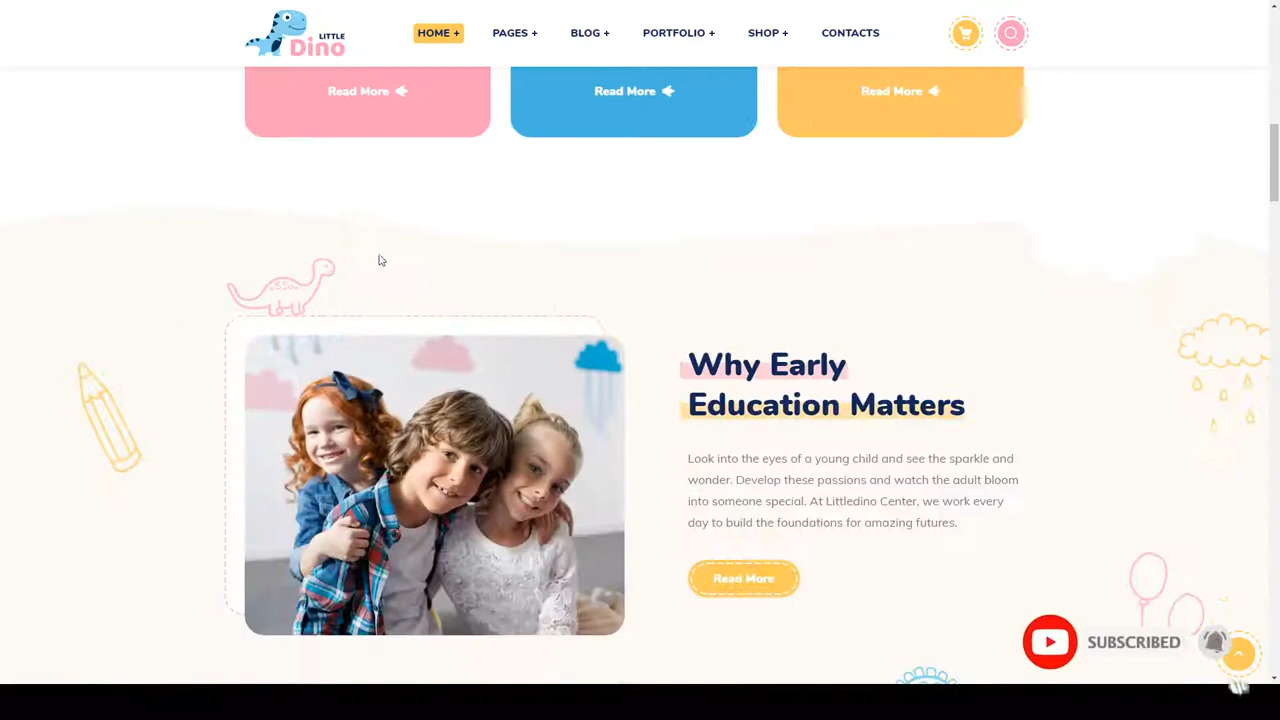 LITTLE
Dino
HOME +
PAGES +
BLOG +
PORTFOLIO +
SHOP +
CONTACTS
Read More
Read More
Read More
Why Early
Education Matters
Look into the eyes of a young child and see the sparkle and
wonder. Develop these passions and watch the adult bloom
into someone special. At Littledino Center, we work every
day to build the foundations for amazing futures.
Read More
SUBSCRIBED